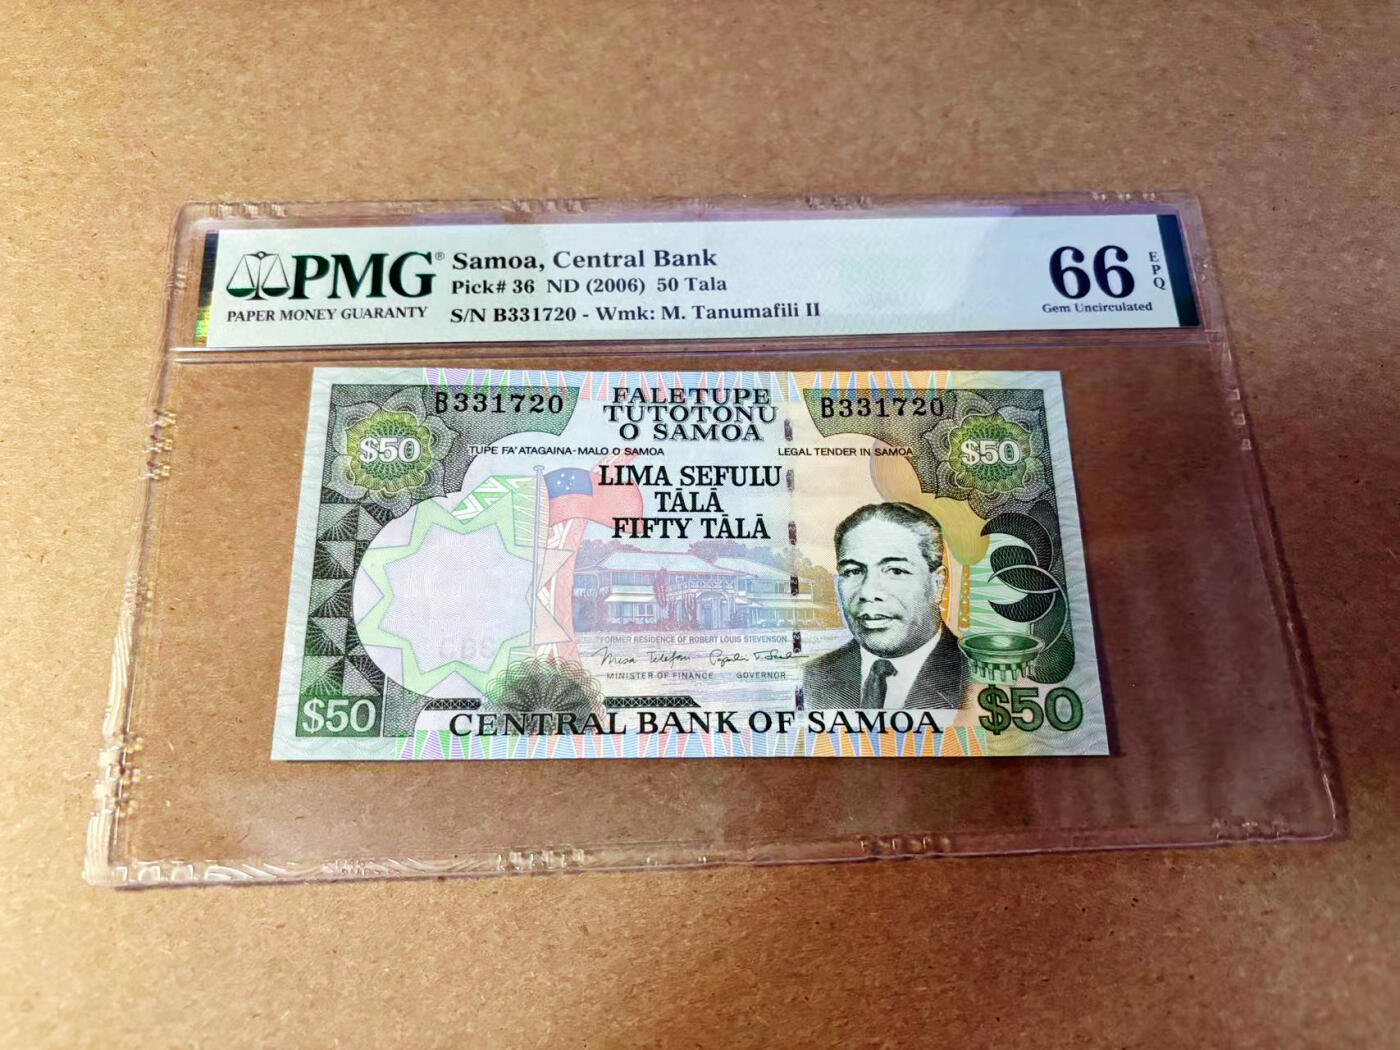 PMG®
PAPER MONEY GUARANTY
Samoa, Central Bank
Pick# 36 ND (2006) 50 Tala
S/N B331720 - Wmk: M. Tanumafili II
66
EPQ
Gem Uncirculated
B331720
FALETUPE
TUTOTONU
O SAMOA
B331720
$50
TUPE FA'ATAGAINA-MALO O SAMOA
LEGAL TENDER IN SAMOA
$50
LIMA SEFULU
TĀLĀ
FIFTY TĀLĀ
CBS
FORMER RESIDENCE OF ROBERT LOUIS STEVENSON
MINISTER OF FINANCE GOVERNOR
$50
CENTRAL BANK OF SAMOA
$50